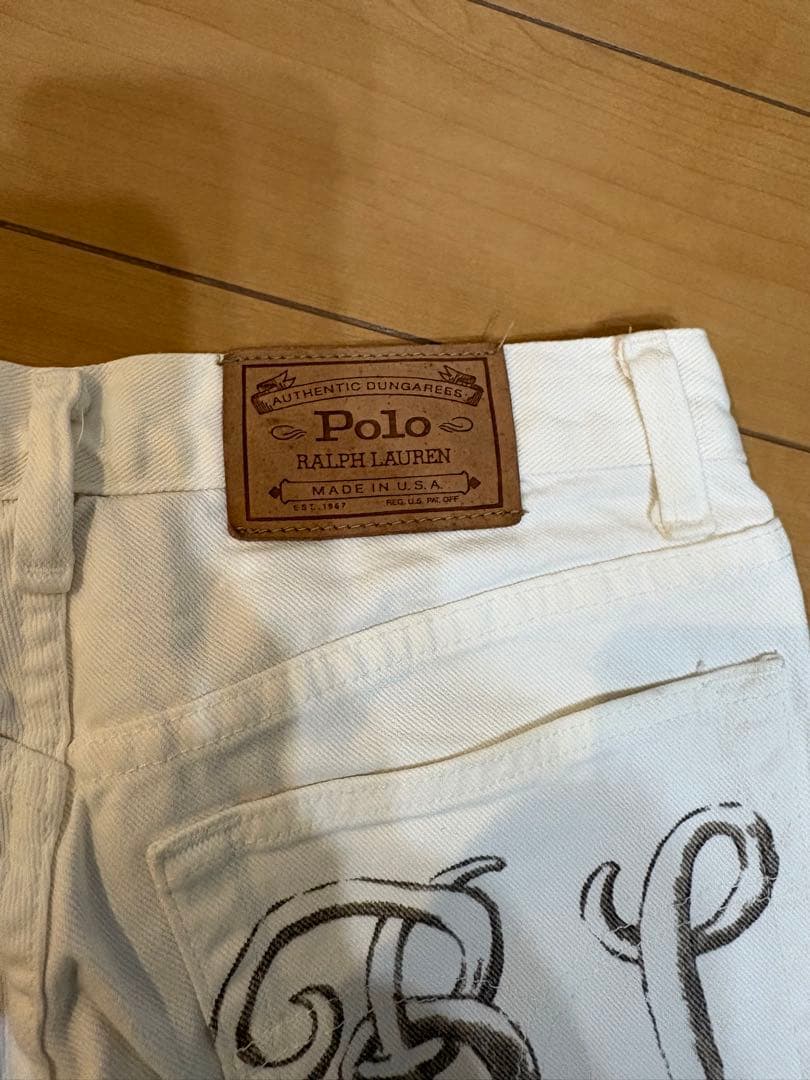 AUTHENTIC DUNGAREES
Polo
RALPH LAUREN
MADE IN U.S.A.
EST. 1967 REG. U.S. PAT. OFF